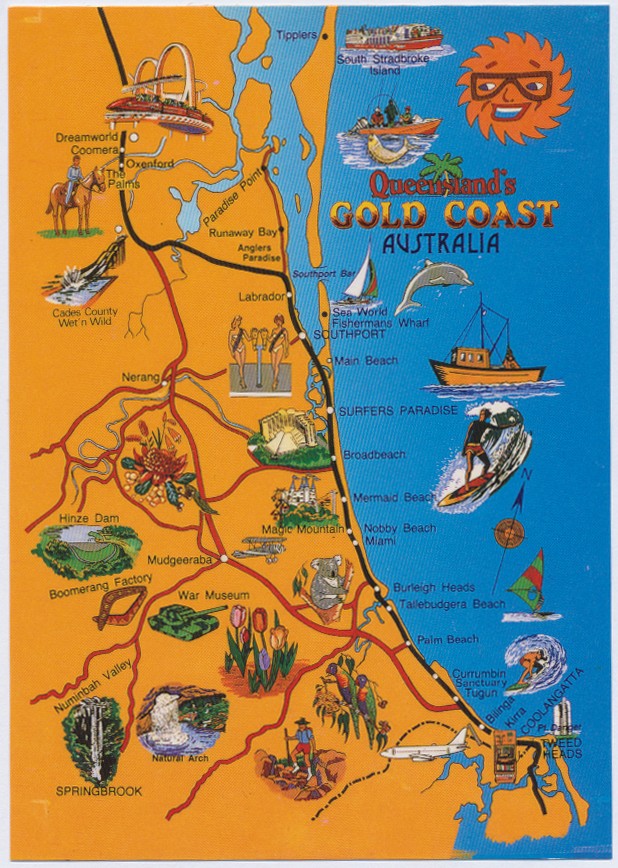 Tipplers
South Stradbroke
Island
Dreamworld
Coomera
Oxenford
The
Palms
Paradise Point
Queensland's
GOLD COAST
AUSTRALIA
Runaway Bay
Anglers
Paradise
Southport Bar
Cades County
Wet'n Wild
Labrador
Sea World
Fishermans Wharf
SOUTHPORT
Main Beach
Nerang
SURFERS PARADISE
Broadbeach
N
Mermaid Beach
Hinze Dam
Magic Mountain
Nobby Beach
Miami
Mudgeeraba
Boomerang Factory
War Museum
Burleigh Heads
Tallebudgera Beach
Palm Beach
Numinbah Valley
Currumbin
Sanctuary
Tugun
Bilinga
Kirra
COOLANGATTA
Pt. Danger
TWEED
HEADS
Natural Arch
SPRINGBROOK